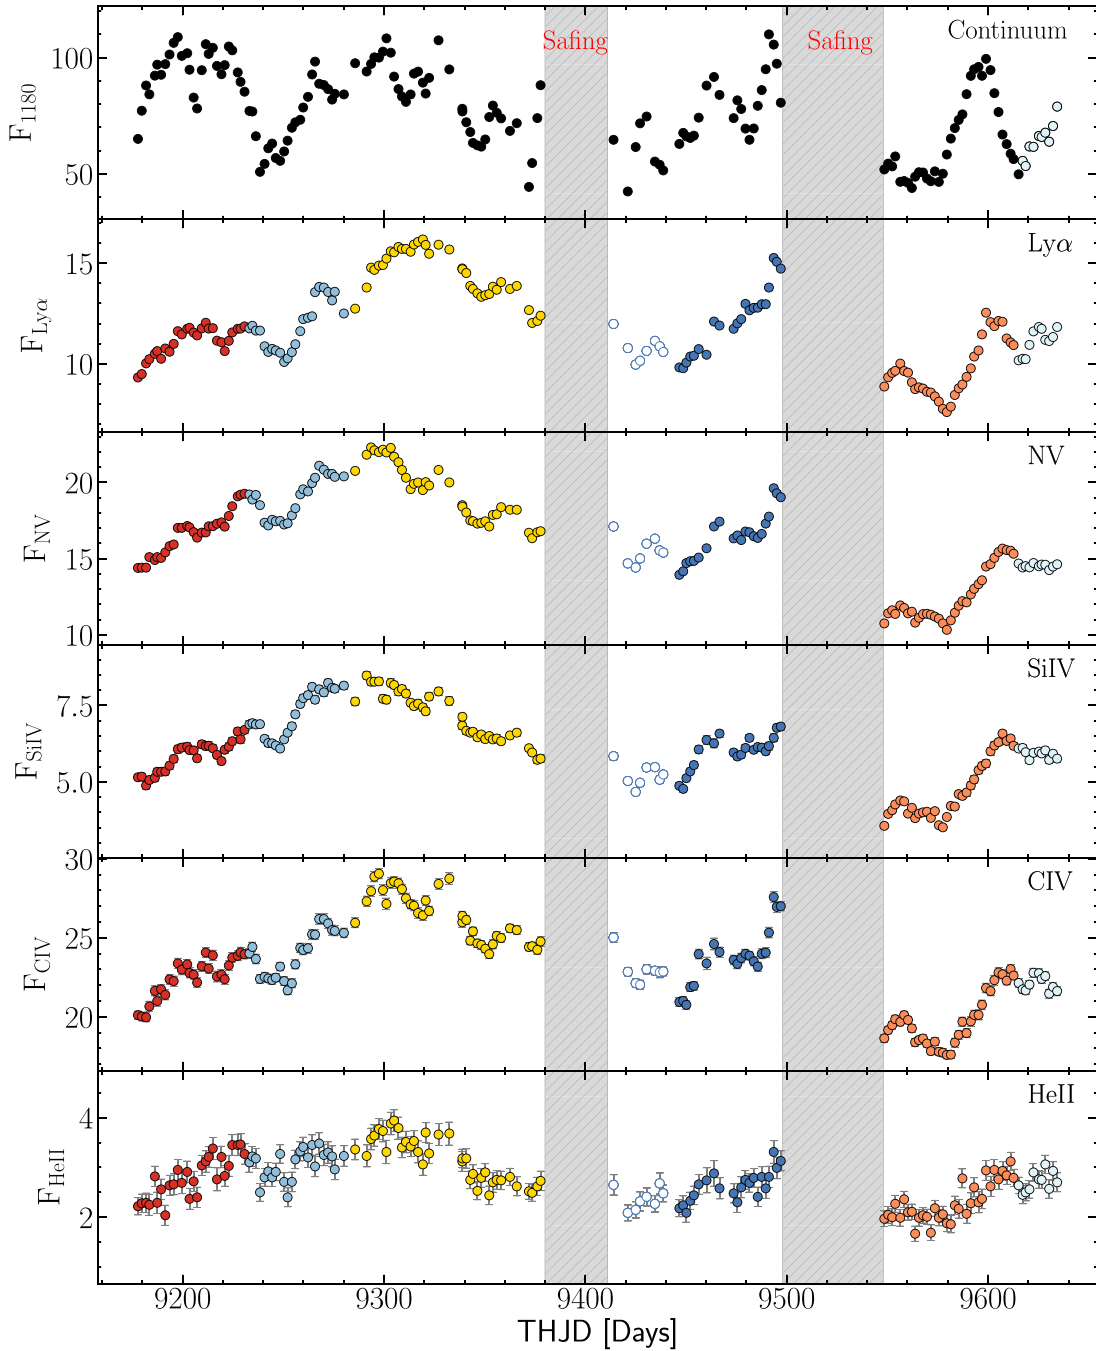 Safing
Safing
Continuum
100
50
F1180
Lyα
15
10
FLyα
NV
20
15
10
FNV
SiIV
7.5
5.0
FSiIV
CIV
30
25
20
FCIV
HeII
4
2
FHeII
9200 9300 9400 9500 9600
THJD [Days]